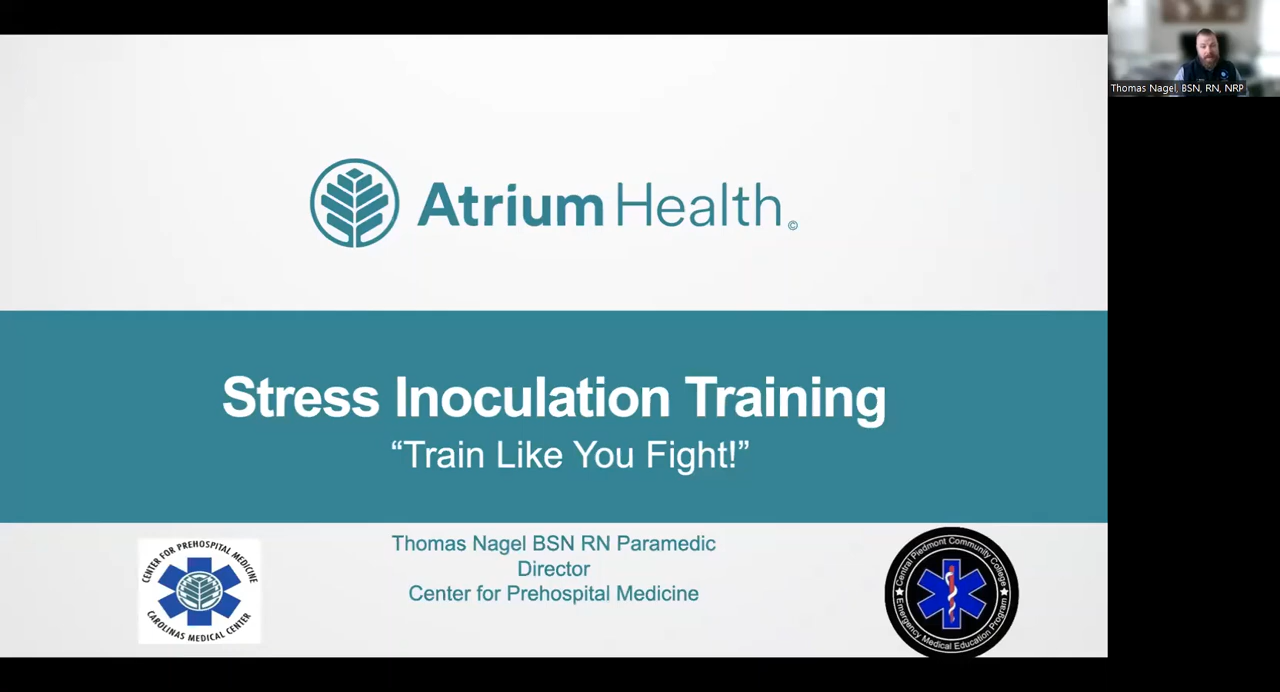 Thomas Nagel, BSN, RN, NRP
Atrium Health
©
Stress Inoculation Training
“Train Like You Fight!”
Thomas Nagel BSN RN Paramedic
Director
Center for Prehospital Medicine
CENTER FOR PREHOSPITAL MEDICINE
CAROLINAS MEDICAL CENTER
Central Piedmont Community College
Emergency Medical Education Program